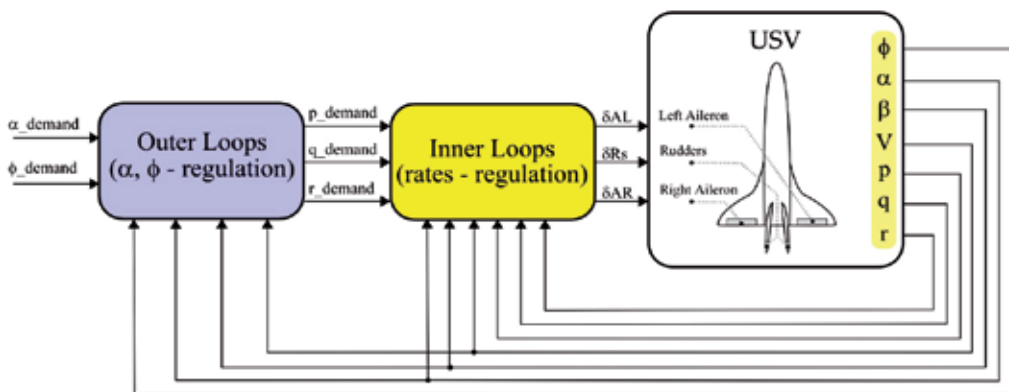 USV
α_demand
ϕ_demand
Outer Loops
(α, ϕ - regulation)
p_demand
q_demand
r_demand
Inner Loops
(rates - regulation)
δAL
δRs
δAR
Left Aileron
Rudders
Right Aileron
ϕ
α
β
V
p
q
r